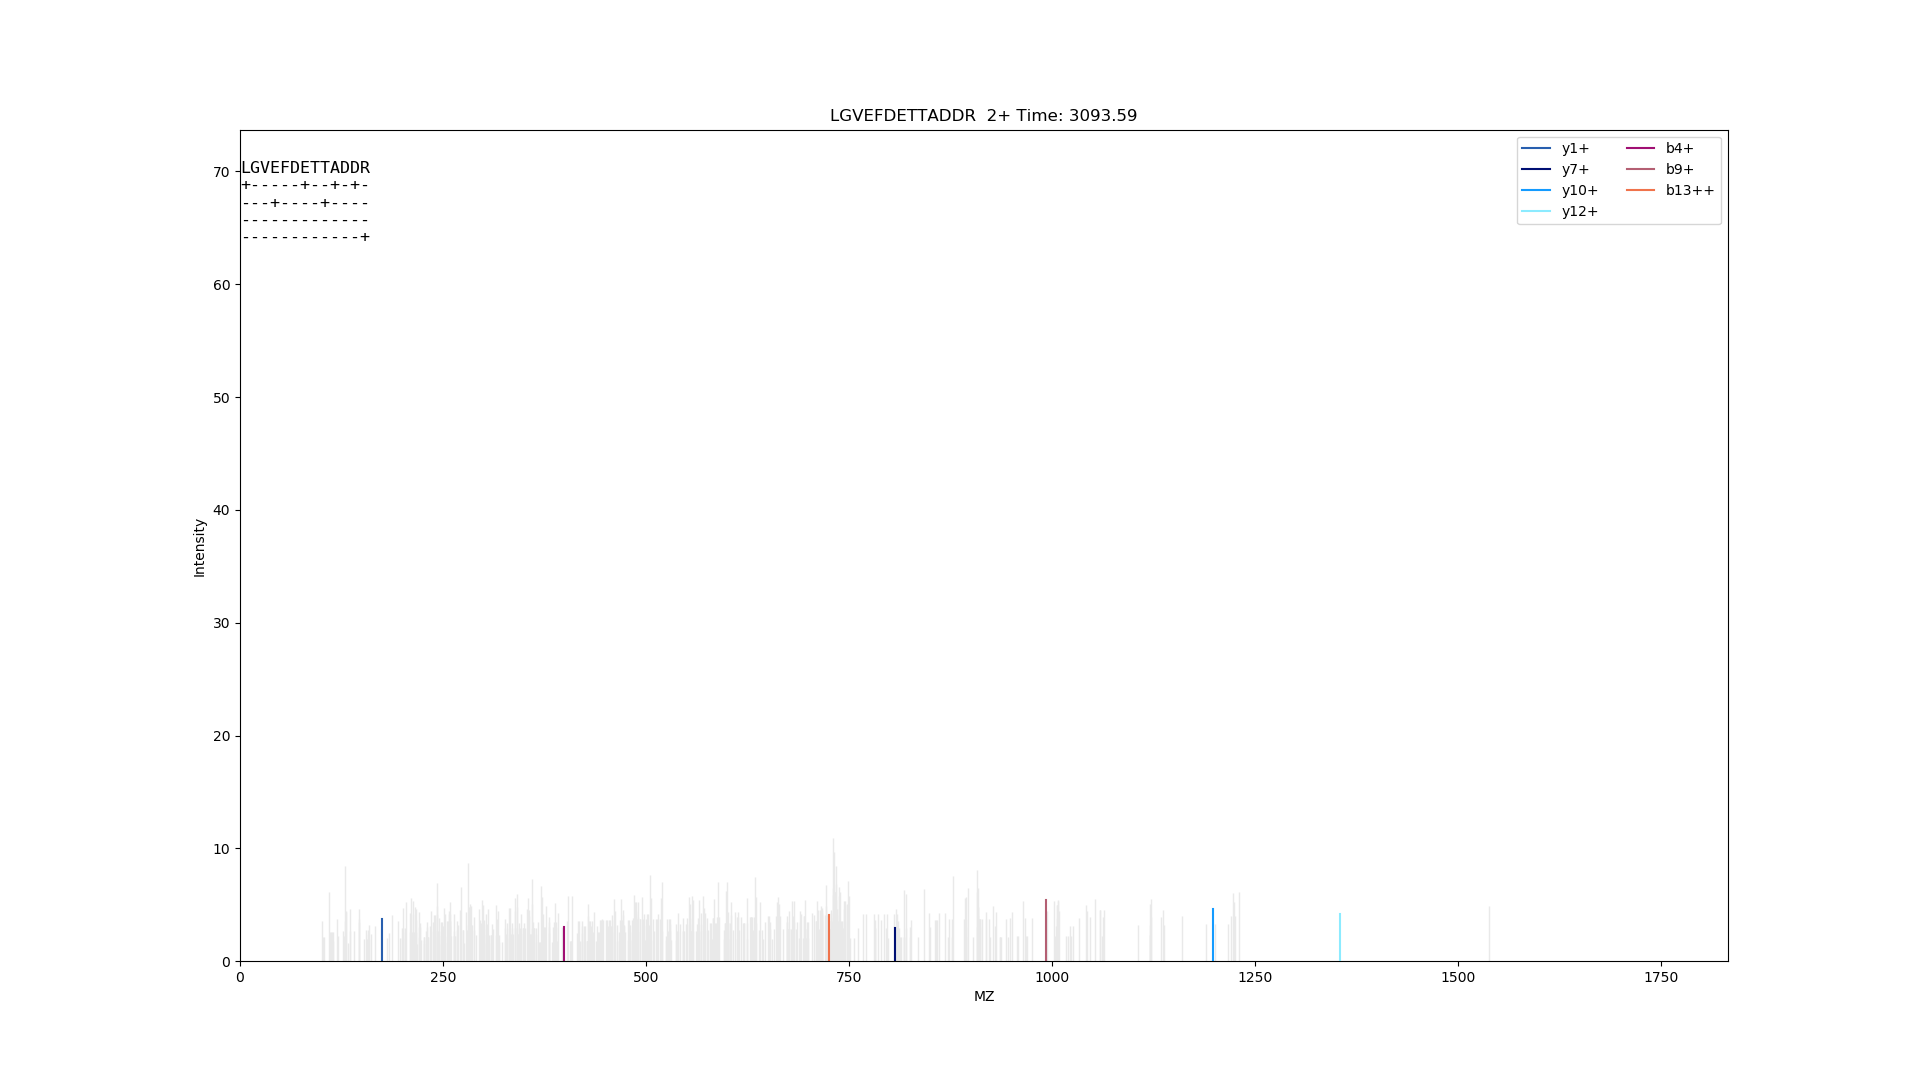 LGVEFDETTADDR 2+ Time: 3093.59
LGVEFDETTADDR
+-----+--+-+-
---+----+----
-------------
------------+
y1+
y7+
y10+
y12+
b4+
b9+
b13++
70
60
50
40
30
20
10
0
Intensity
0 250 500 750 1000 1250 1500 1750
MZ